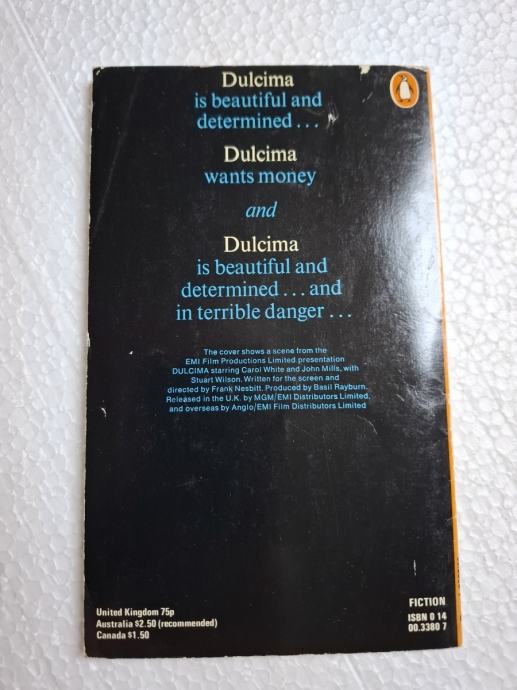 Dulcima
is beautiful and
determined...
Dulcima
wants money
and
Dulcima
is beautiful and
determined...and
in terrible danger...
The cover shows a scene from the
EMI Film Productions Limited presentation
DULCIMA starring Carol White and John Mills, with
Stuart Wilson. Written for the screen and
directed by Frank Nesbitt. Produced by Basil Rayburn.
Released in the U.K. by MGM/EMI Distributors Limited,
and overseas by Anglo/EMI Film Distributors Limited
United Kingdom 75p
Australia $2.50 (recommended)
Canada $1.50
FICTION
ISBN 0 14
00.3380 7